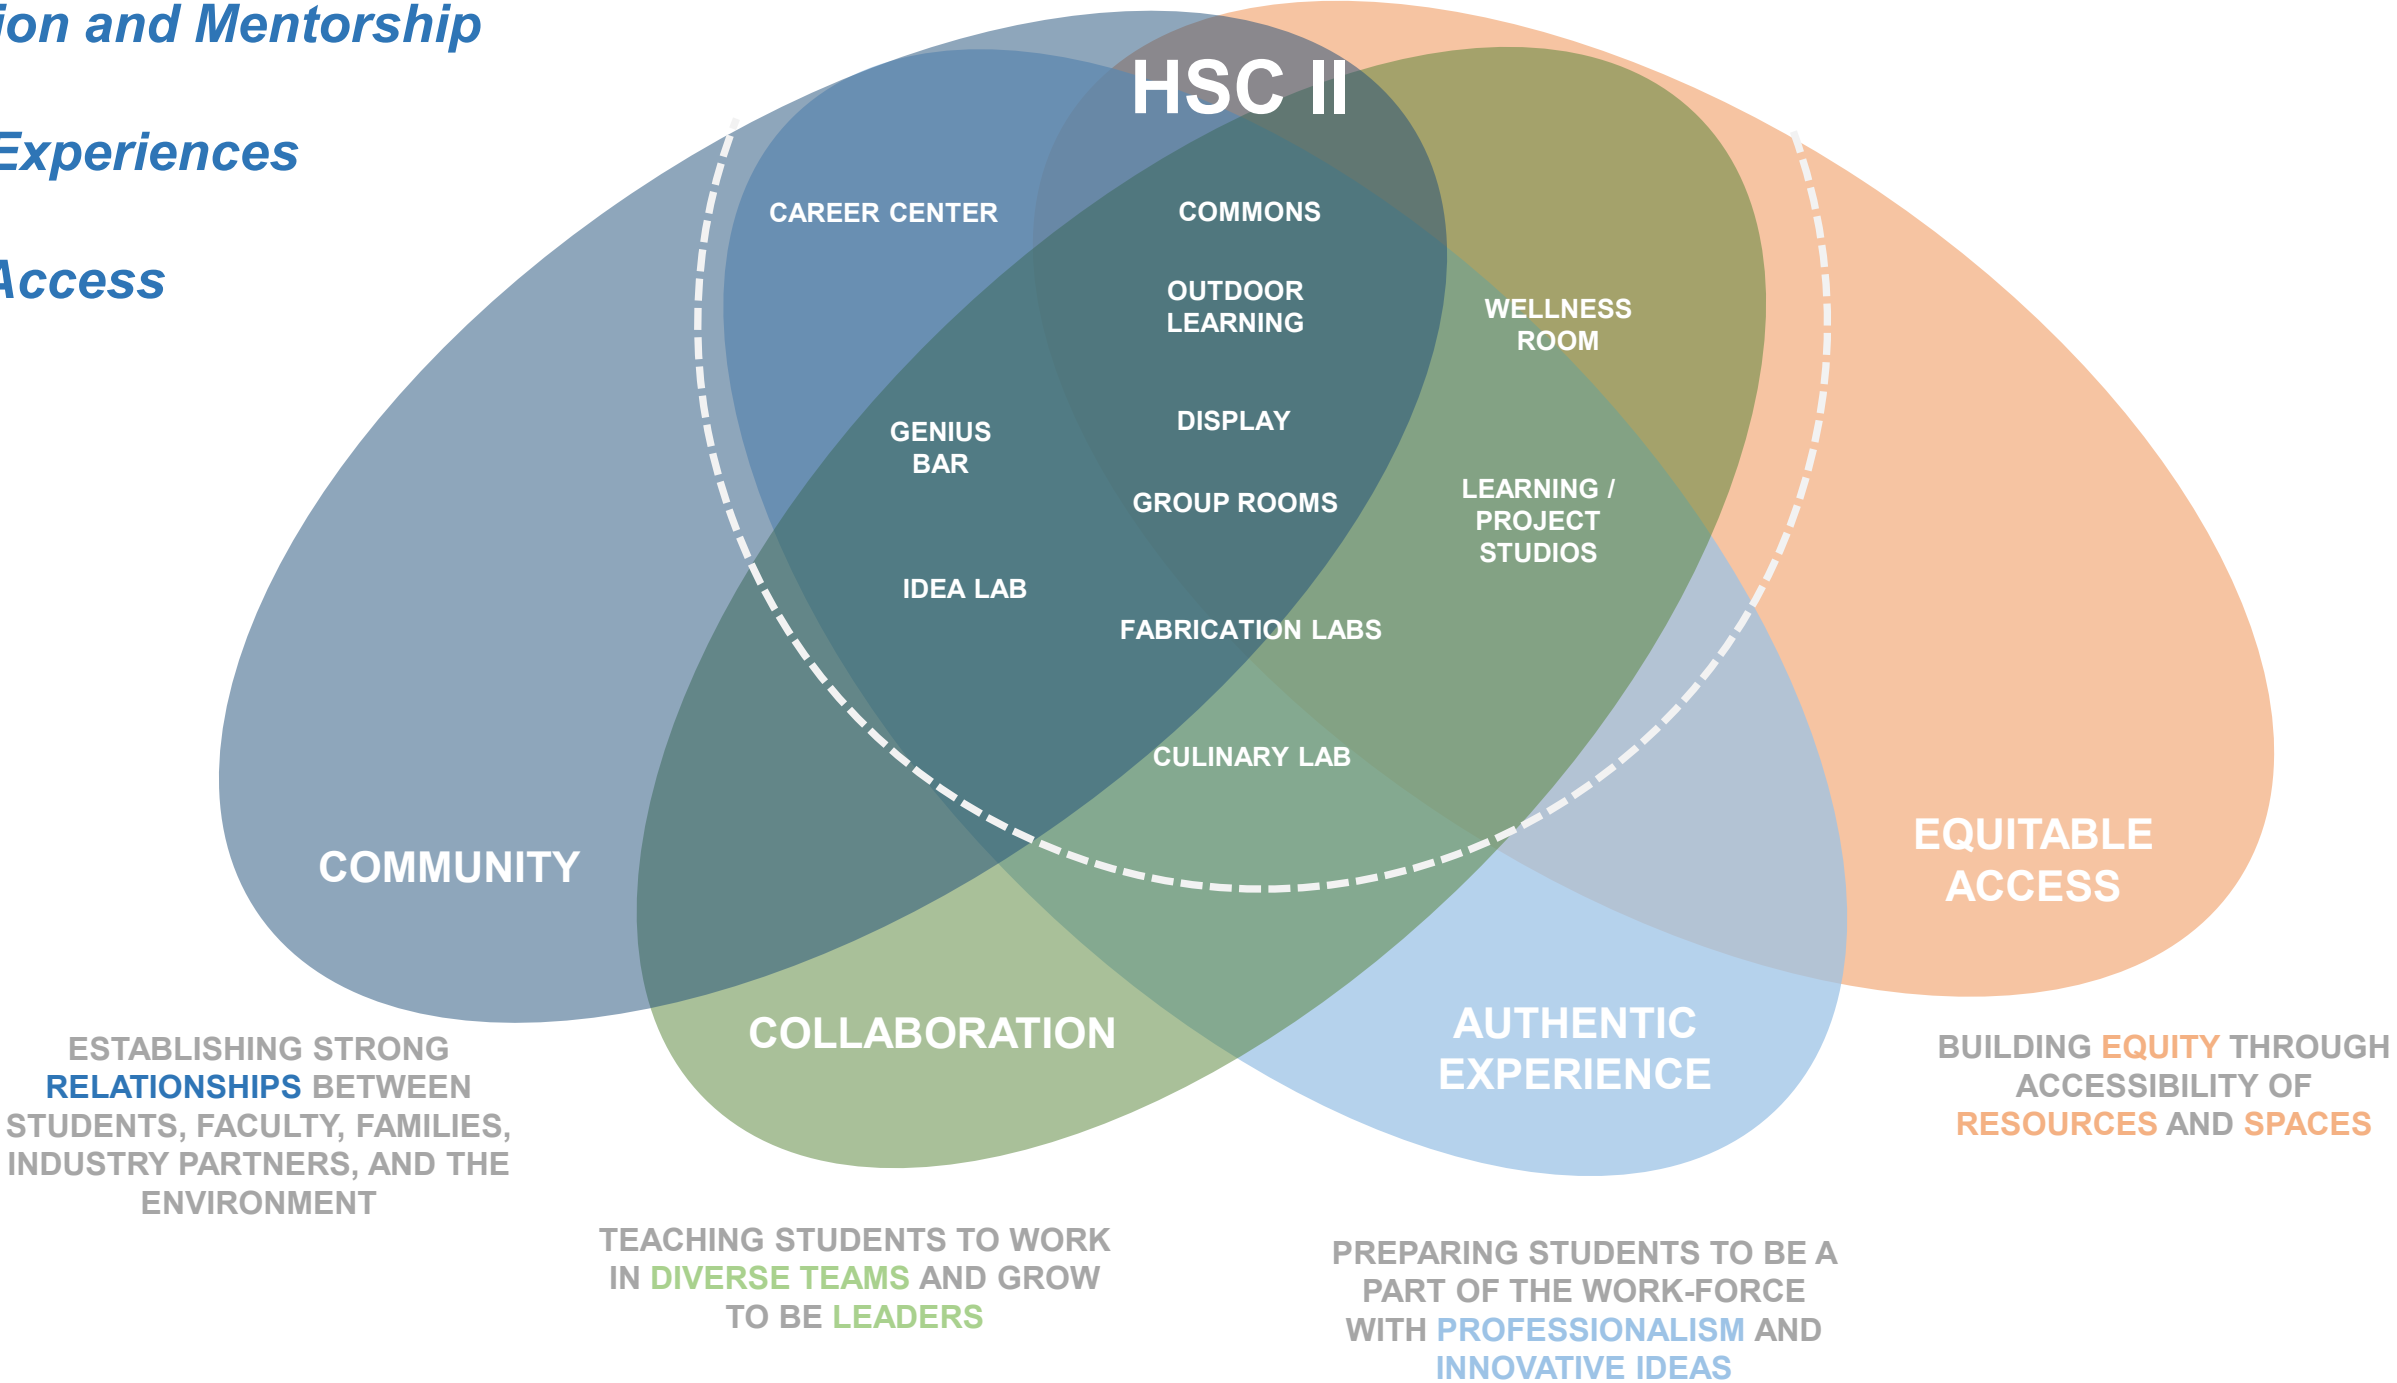 and Mentorship
Experiences
Access
HSC II
CAREER CENTER
COMMONS
OUTDOOR
LEARNING
WELLNESS
ROOM
GENIUS
BAR
DISPLAY
GROUP ROOMS
LEARNING /
PROJECT
STUDIOS
IDEA LAB
FABRICATION LABS
CULINARY LAB
COMMUNITY
EQUITABLE
ACCESS
COLLABORATION
AUTHENTIC
EXPERIENCE
ESTABLISHING STRONG
RELATIONSHIPS BETWEEN
STUDENTS, FACULTY, FAMILIES,
INDUSTRY PARTNERS, AND THE
ENVIRONMENT
TEACHING STUDENTS TO WORK
IN DIVERSE TEAMS AND GROW
TO BE LEADERS
PREPARING STUDENTS TO BE A
PART OF THE WORK-FORCE
WITH PROFESSIONALISM AND
INNOVATIVE IDEAS
BUILDING EQUITY THROUGH
ACCESSIBILITY OF
RESOURCES AND SPACES